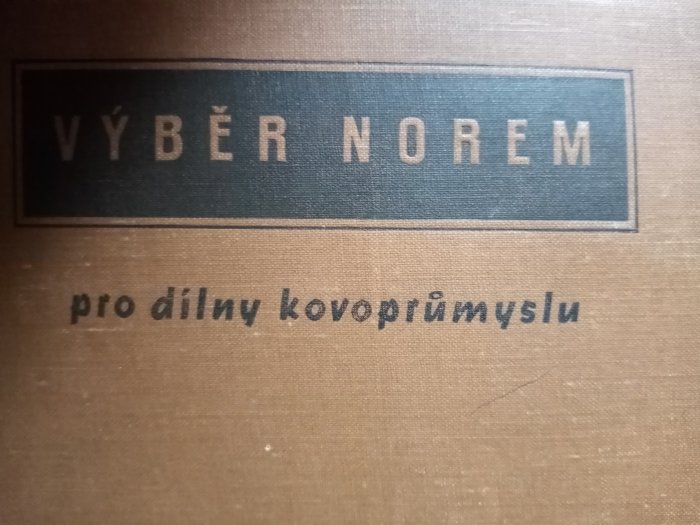 VÝBĚR NOREM
pro dílny kovoprůmyslu